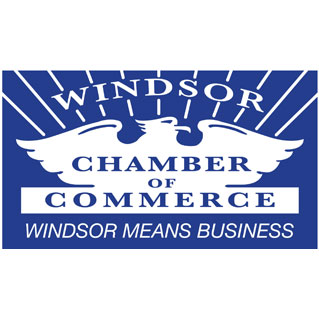 WINDSOR
CHAMBER
OF
COMMERCE
WINDSOR MEANS BUSINESS